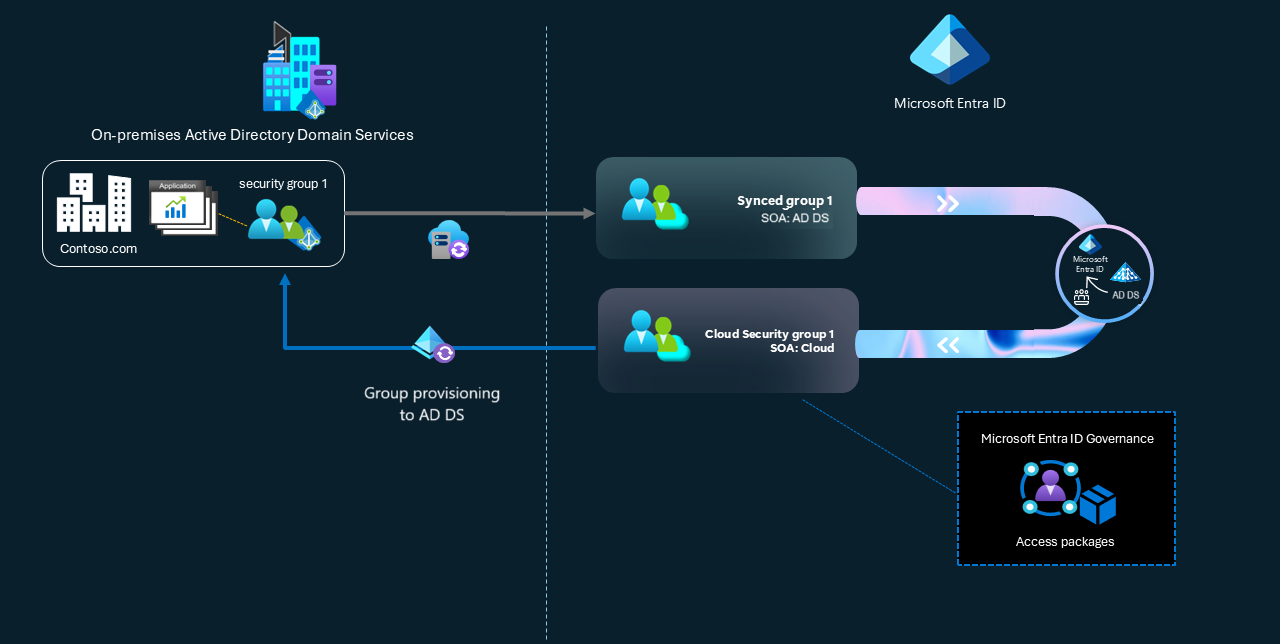 Microsoft Entra ID
On-premises Active Directory Domain Services
Application
security group 1
Contoso.com
Synced group 1
SOA: AD DS
Microsoft
Entra ID
AD DS
Cloud Security group 1
SOA: Cloud
Group provisioning
to AD DS
Microsoft Entra ID Governance
Access packages